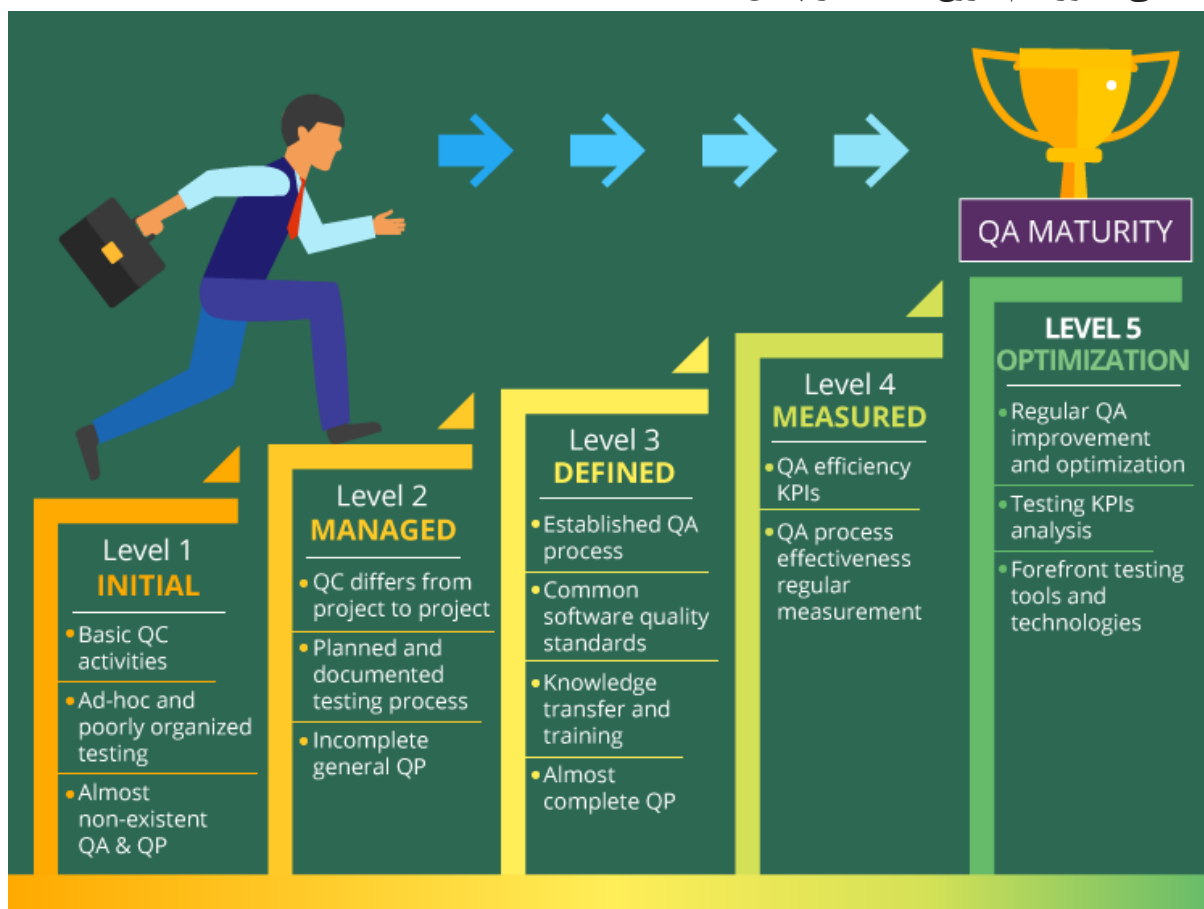 QA MATURITY
Level 1
INITIAL
Basic QC
activities
Ad-hoc and
poorly organized
testing
Almost
non-existent
QA & QP
Level 2
MANAGED
QC differs from
project to project
Planned and
documented
testing process
Incomplete
general QP
Level 3
DEFINED
Established QA
process
Common
software quality
standards
Knowledge
transfer and
training
Almost
complete QP
Level 4
MEASURED
QA efficiency
KPIs
QA process
effectiveness
regular
measurement
LEVEL 5
OPTIMIZATION
Regular QA
improvement
and optimization
Testing KPIs
analysis
Forefront testing
tools and
technologies